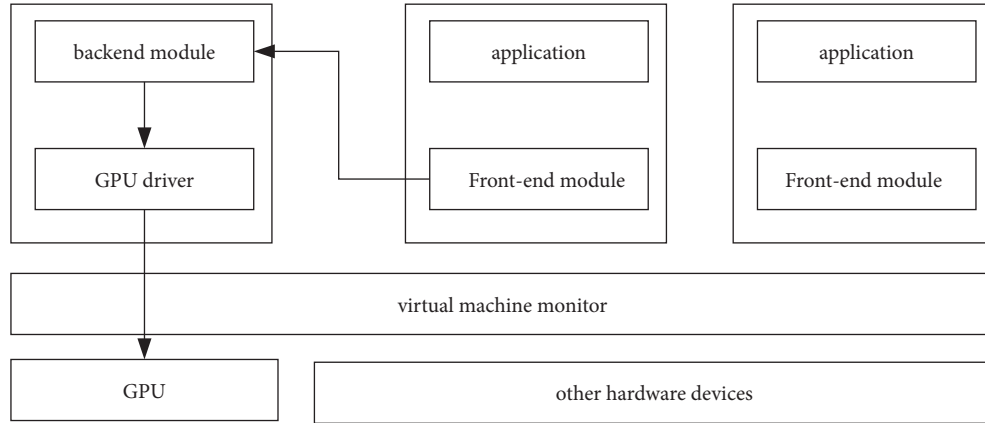 backend module
GPU driver
application
Front-end module
application
Front-end module
virtual machine monitor
GPU
other hardware devices